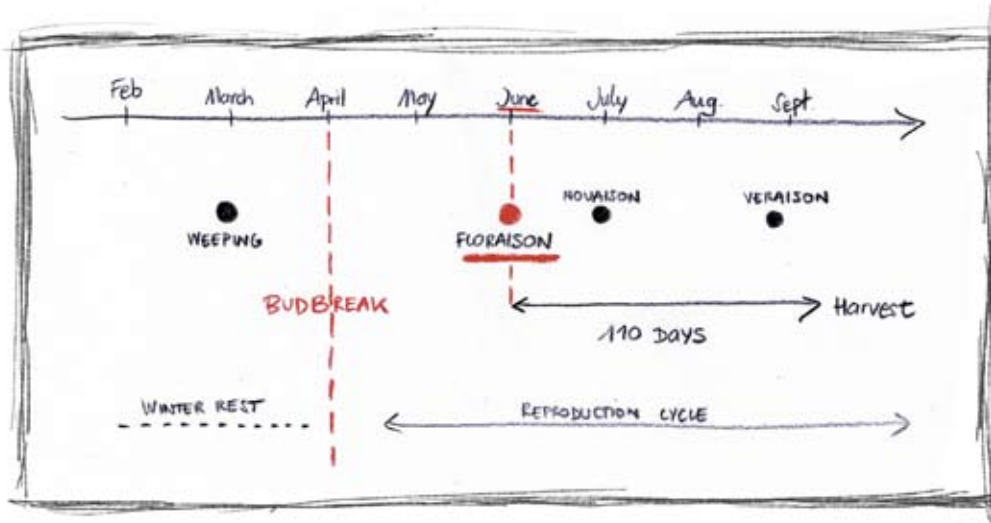 Feb March April May June July Aug. Sept.
WEEPING
FLORAISON
NOUAISON
VERAISON
BUDBREAK
Harvest
110 DAYS
WINTER REST
REPRODUCTION CYCLE